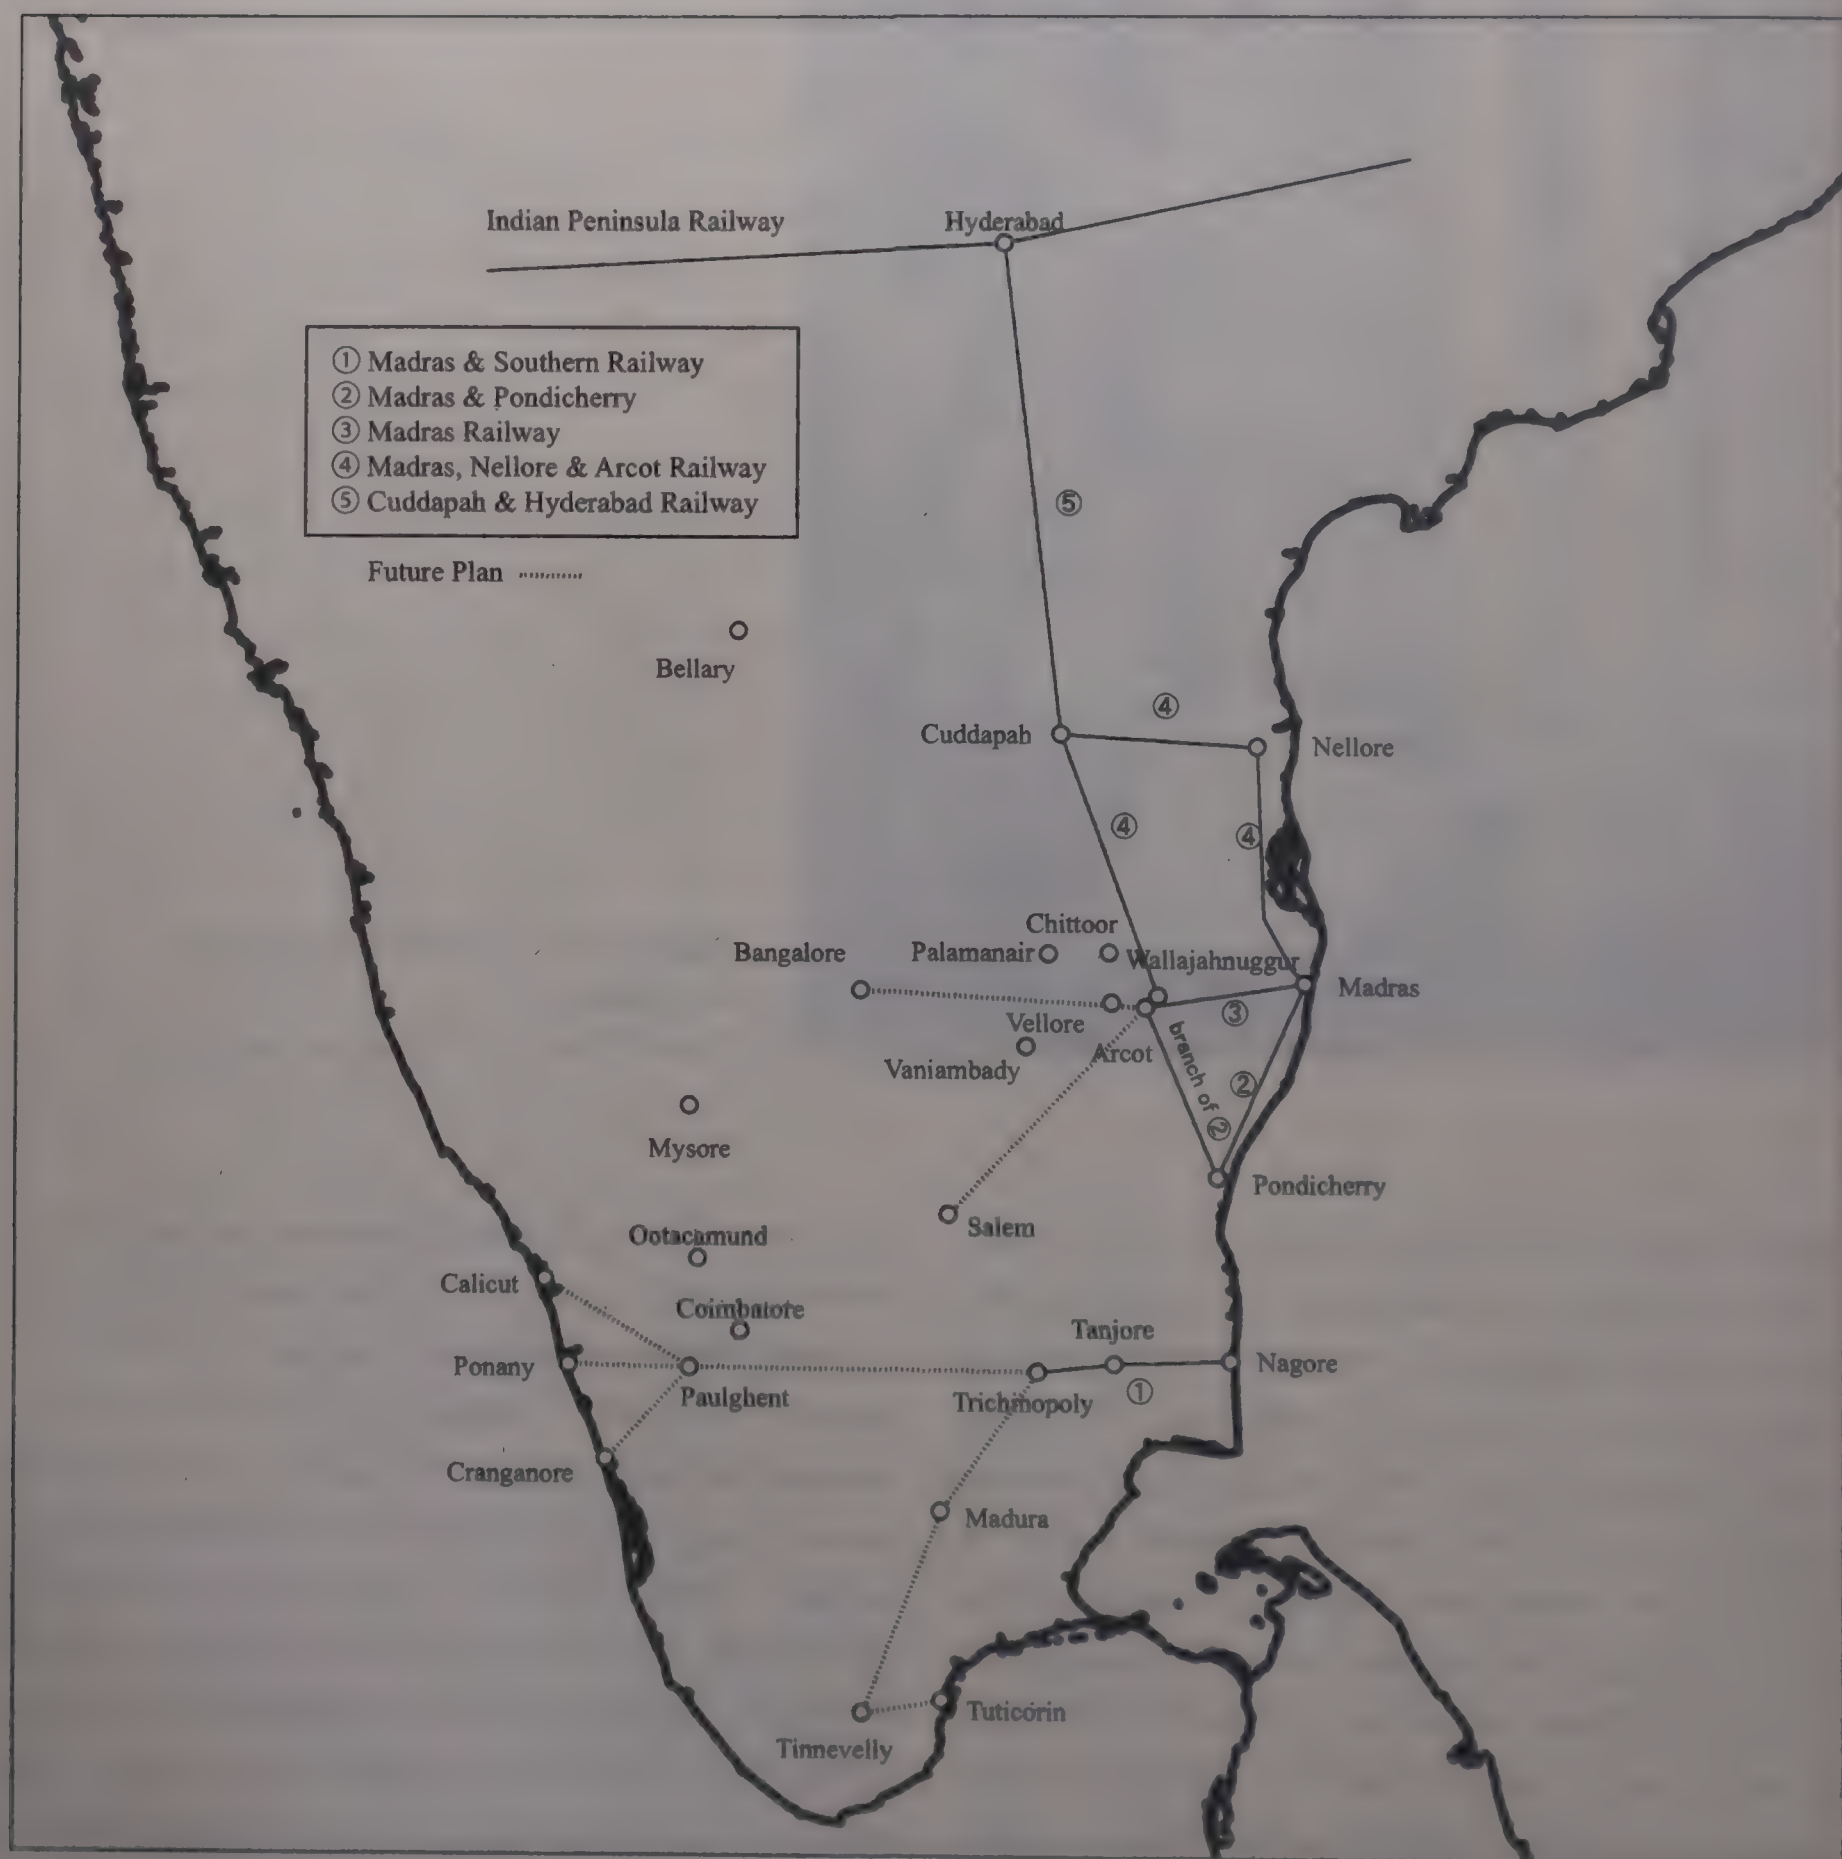 Indian Peninsula Railway
Hyderabad
① Madras & Southern Railway
② Madras & Pondicherry
③ Madras Railway
④ Madras, Nellore & Arcot Railway
⑤ Cuddapah & Hyderabad Railway
Future Plan
⑤
Bellary
④
Cuddapah
Nellore
④
④
Chittoor
Bangalore
Palamanair
Wallajahnuggur
Madras
③
Vellore
Arcot
Vaniambady
branch of ②
②
Mysore
Pondicherry
Salem
Ootacamund
Calicut
Coimbatore
Tanjore
Ponany
Nagore
Paulghent
Trichinopoly
①
Cranganore
Madura
Tuticorin
Tinnevelly